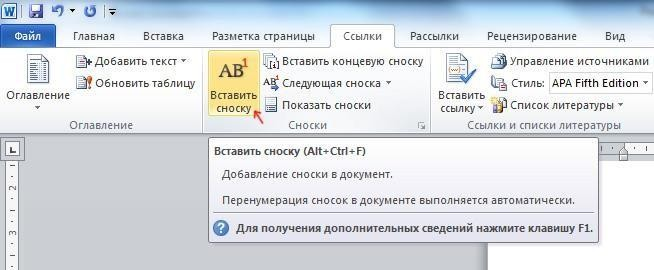 W
Файл Главная Вставка Разметка страницы Ссылки Рассылки Рецензирование Вид
Оглавление
Добавить текст
Обновить таблицу
Оглавление
AB1
Вставить
сноску
Вставить концевую сноску
AB1 Следующая сноска
Показать сноски
Сноски
Вставить
ссылку
Управление источниками
Стиль: APA Fifth Edition
Список литературы
Ссылки и списки литературы
L
Вставить сноску (Alt+Ctrl+F)
Добавление сноски в документ.
Перенумерация сносок в документе выполняется автоматически.
? Для получения дополнительных сведений нажмите клавишу F1.
2
3